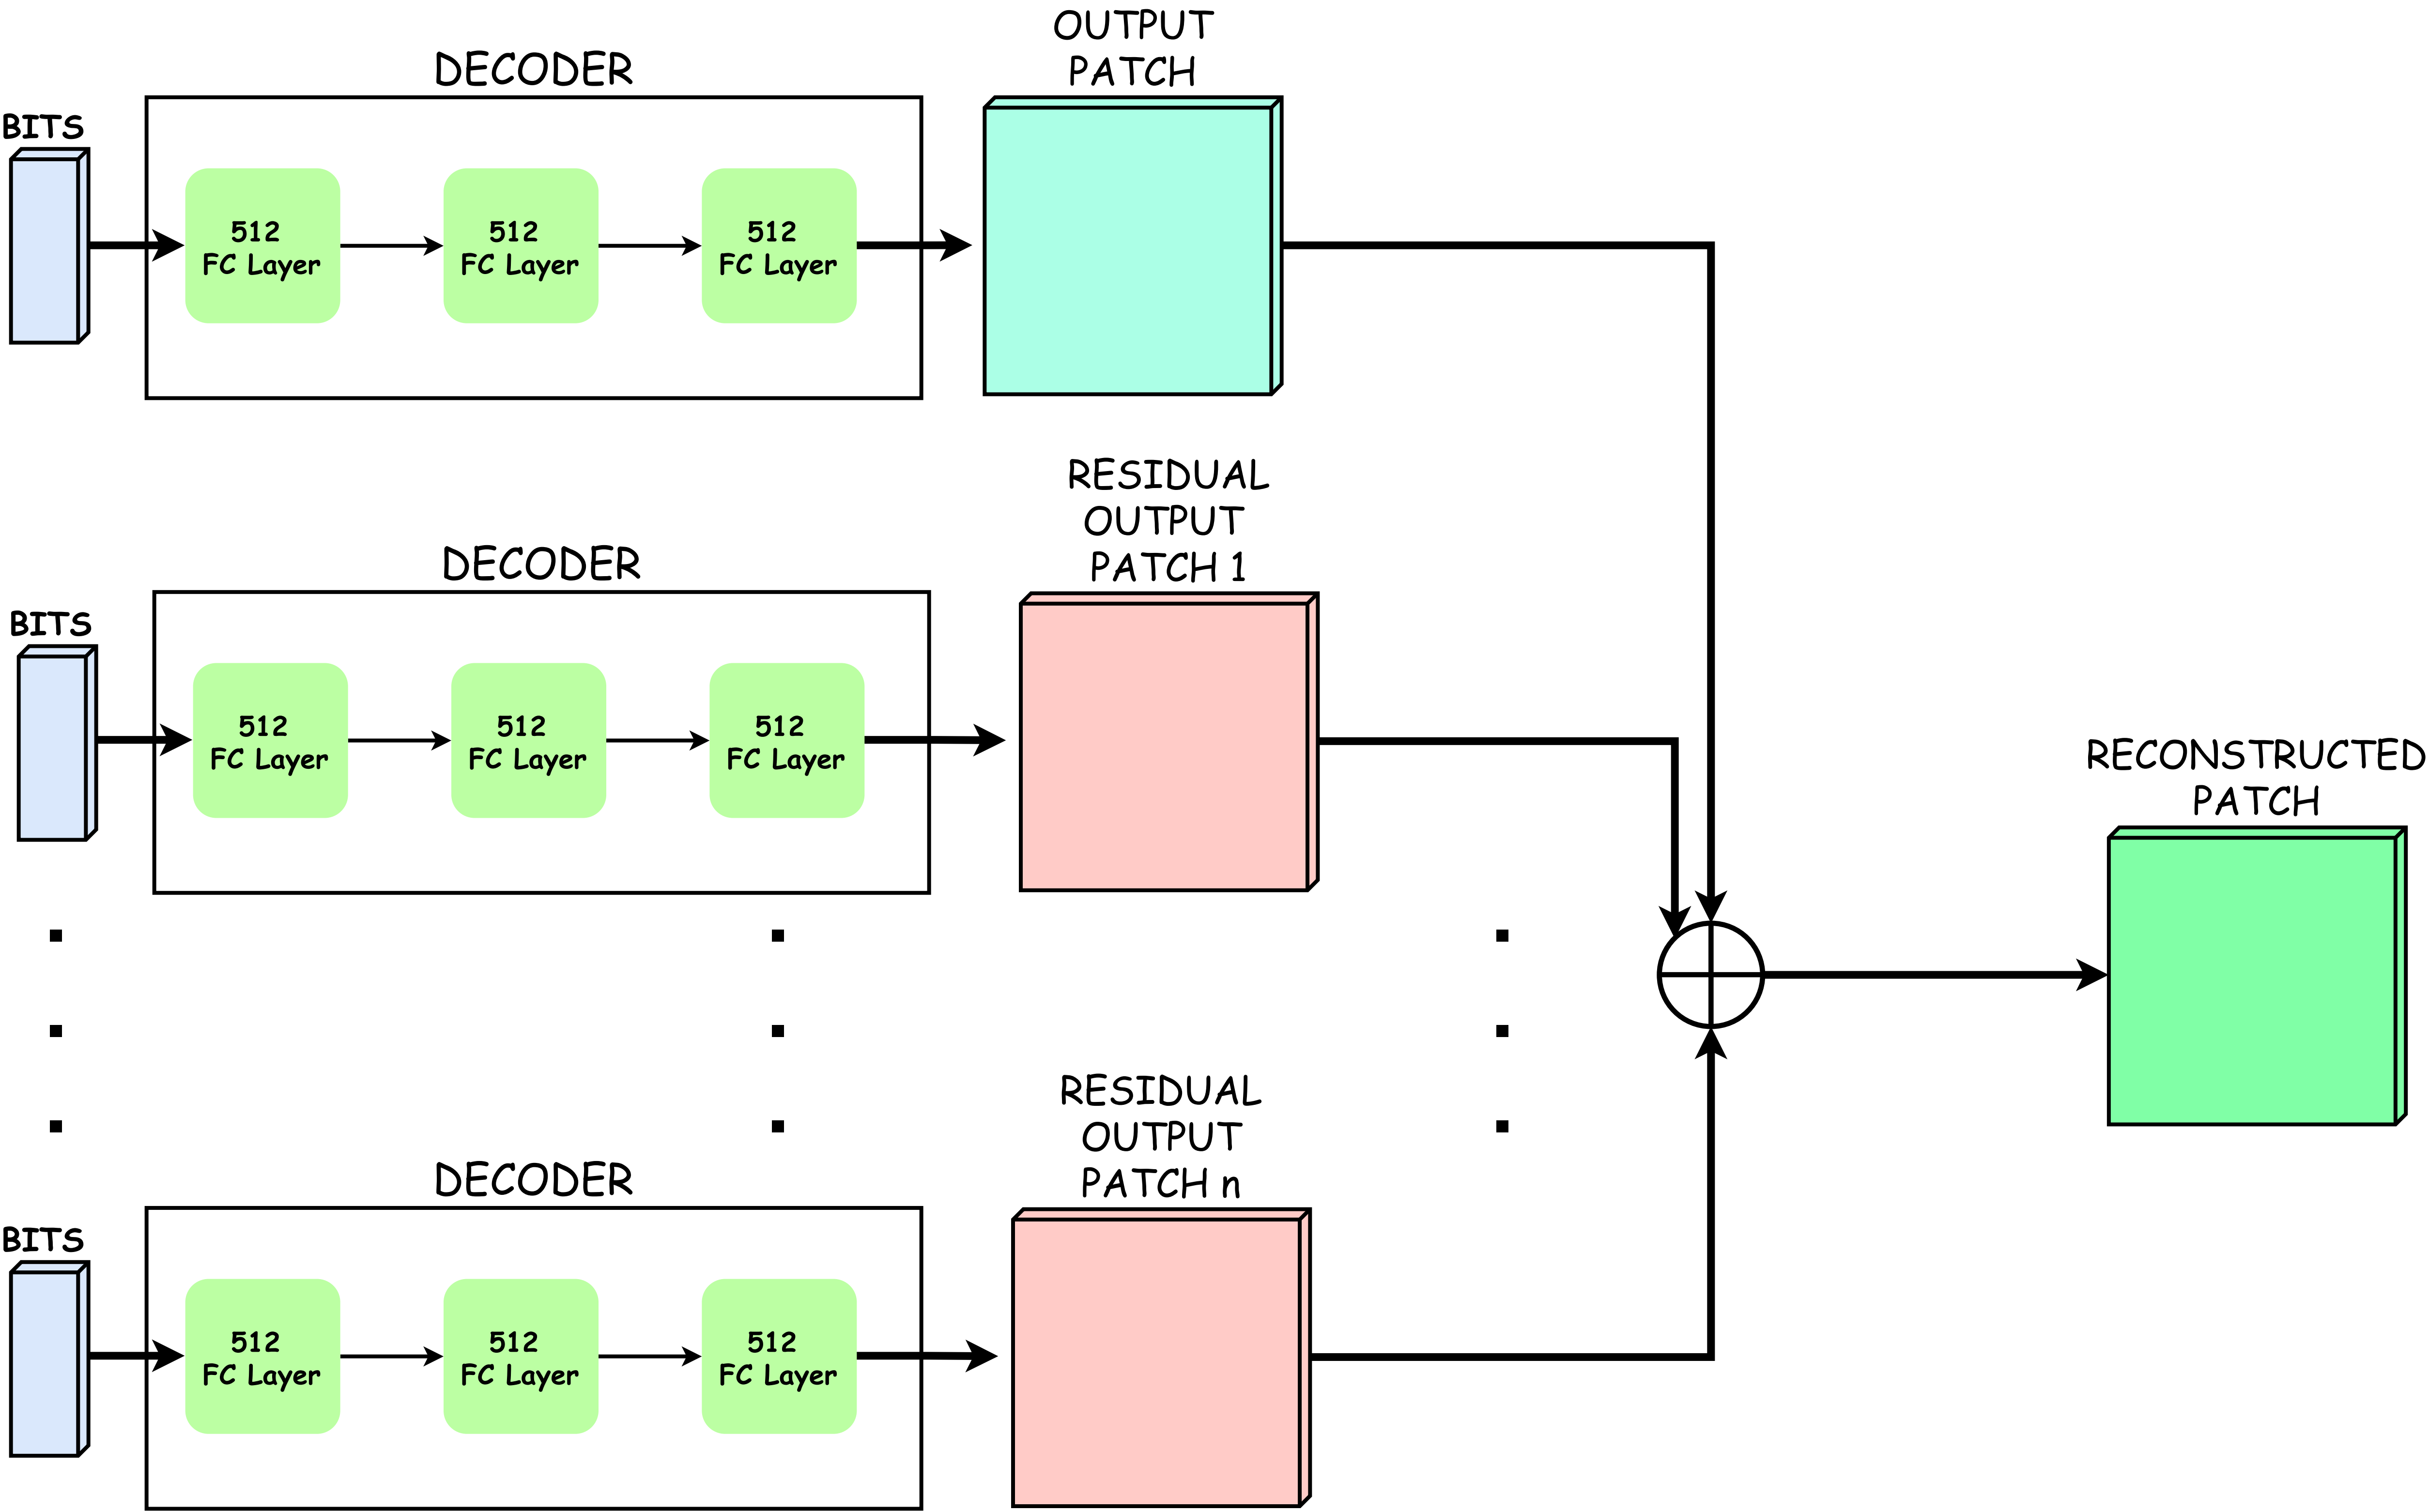 OUTPUT
PATCH
DECODER
BITS
512
FC Layer
512
FC Layer
512
FC Layer
RESIDUAL
OUTPUT
PATCH 1
DECODER
BITS
512
FC Layer
512
FC Layer
512
FC Layer
RECONSTRUCTED
PATCH
RESIDUAL
OUTPUT
PATCH n
DECODER
BITS
512
FC Layer
512
FC Layer
512
FC Layer